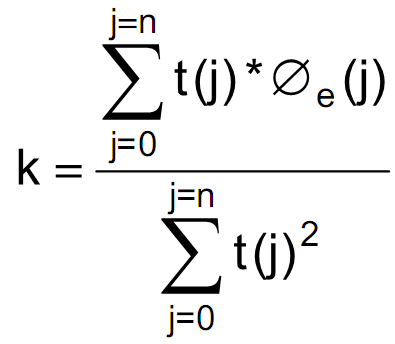 j=n
∑ t(j)*∅e(j)
j=0
k =
j=n
∑ t(j)²
j=0